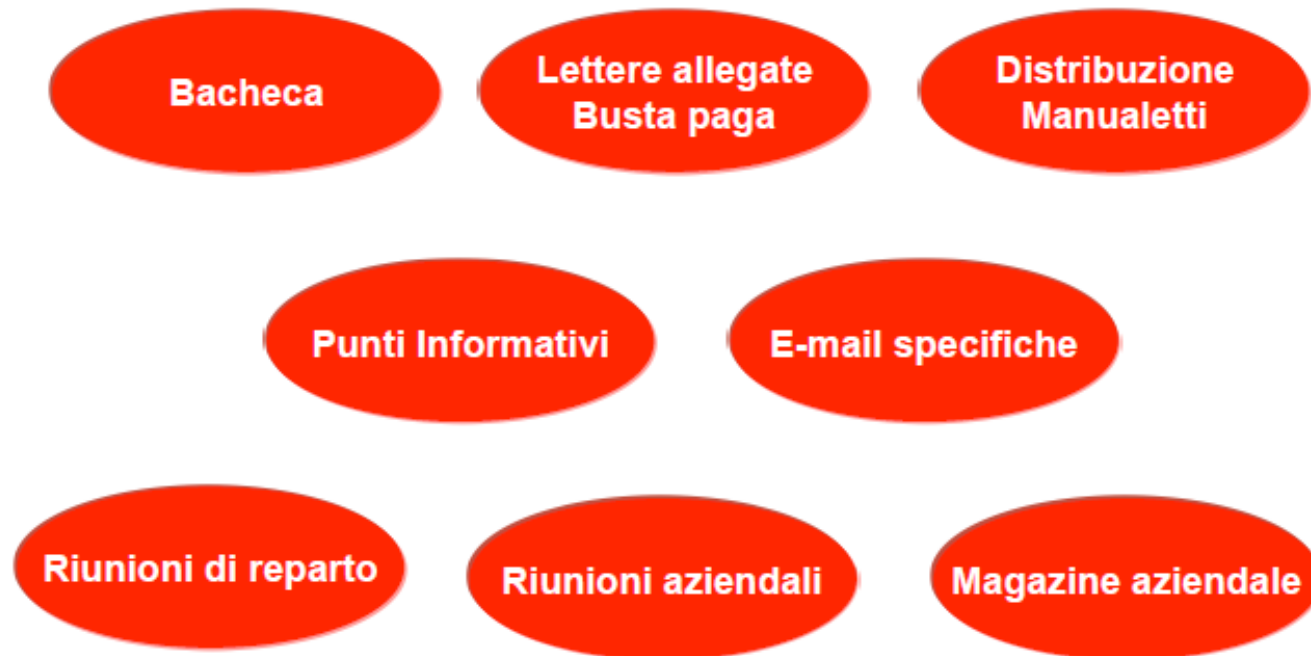 Bacheca
Lettere allegate
Busta paga
Distribuzione
Manualetti
Punti Informativi
E-mail specifiche
Riunioni di reparto
Riunioni aziendali
Magazine aziendale